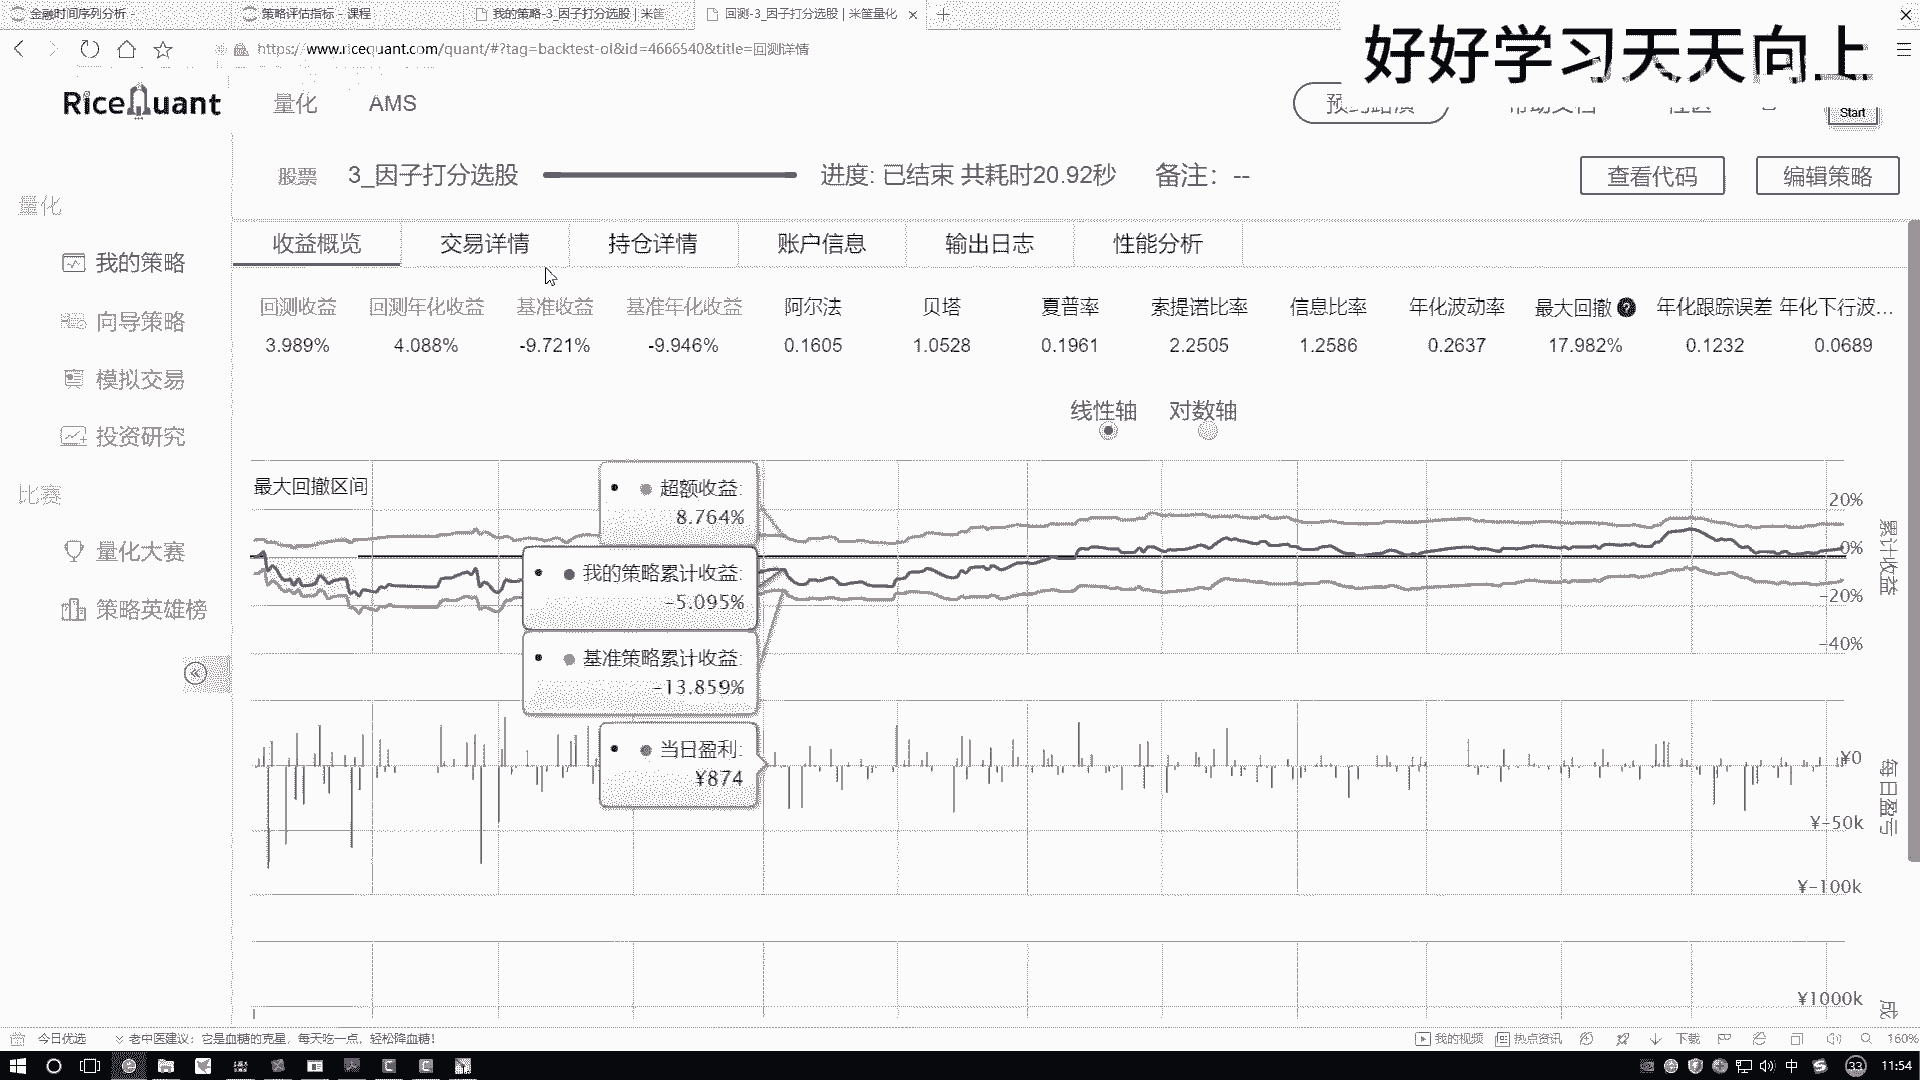 金融时间序列分析 -
策略评估指标 - 课程
我的策略-3_因子打分选股 | 米筐
回测-3_因子打分选股 | 米筐量化
https://www.ricequant.com/quant/#?tag=backtest-ol&id=4666540&title=回测详情
好好学习天天向上
RiceQuant
量化
AMS
Start
股票
3_因子打分选股
进度: 已结束 共耗时20.92秒
备注：--
查看代码
编辑策略
量化
我的策略
向导策略
模拟交易
投资研究
比赛
量化大赛
策略英雄榜
收益概览
交易详情
持仓详情
账户信息
输出日志
性能分析
回测收益 回测年化收益 基准收益 基准年化收益 阿尔法 贝塔 夏普率 索提诺比率 信息比率 年化波动率 最大回撤 ? 年化跟踪误差 年化下行波...
3.989% 4.088% -9.721% -9.946% 0.1605 1.0528 0.1961 2.2505 1.2586 0.2637 17.982% 0.1232 0.0689
线性轴 对数轴
最大回撤区间
超额收益:
8.764%
我的策略累计收益:
-5.095%
基准策略累计收益:
-13.859%
当日盈利:
¥874
20%
0%
-20%
-40%
累计收益
¥0
¥-50k
¥-100k
每日盈亏
¥1000k
成
今日优选
老中医建议：它是血糖的克星，每天吃一点，轻松降血糖！
我的视频
热点资讯
下载
160%
中
33
11:54